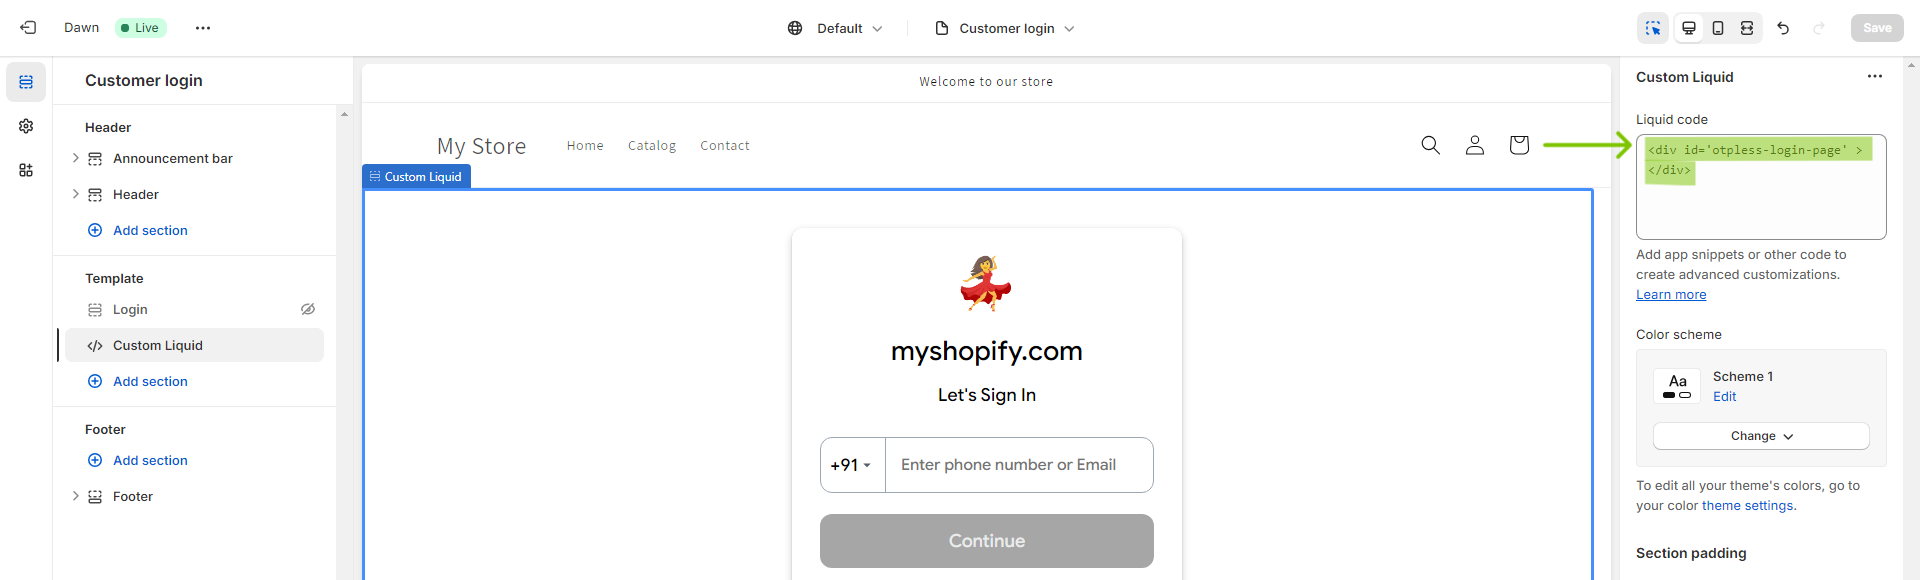 Dawn
Live
Default
Customer login
Save
Customer login
Header
Announcement bar
Header
Add section
Template
Login
Custom Liquid
Add section
Footer
Add section
Footer
Welcome to our store
My Store
Home
Catalog
Contact
Custom Liquid
myshopify.com
Let's Sign In
+91
Enter phone number or Email
Continue
Custom Liquid
Liquid code
<div id='otpless-login-page' >
</div>
Add app snippets or other code to
create advanced customizations.
Learn more
Color scheme
Aa
Scheme 1
Edit
Change
To edit all your theme's colors, go to
your color theme settings.
Section padding